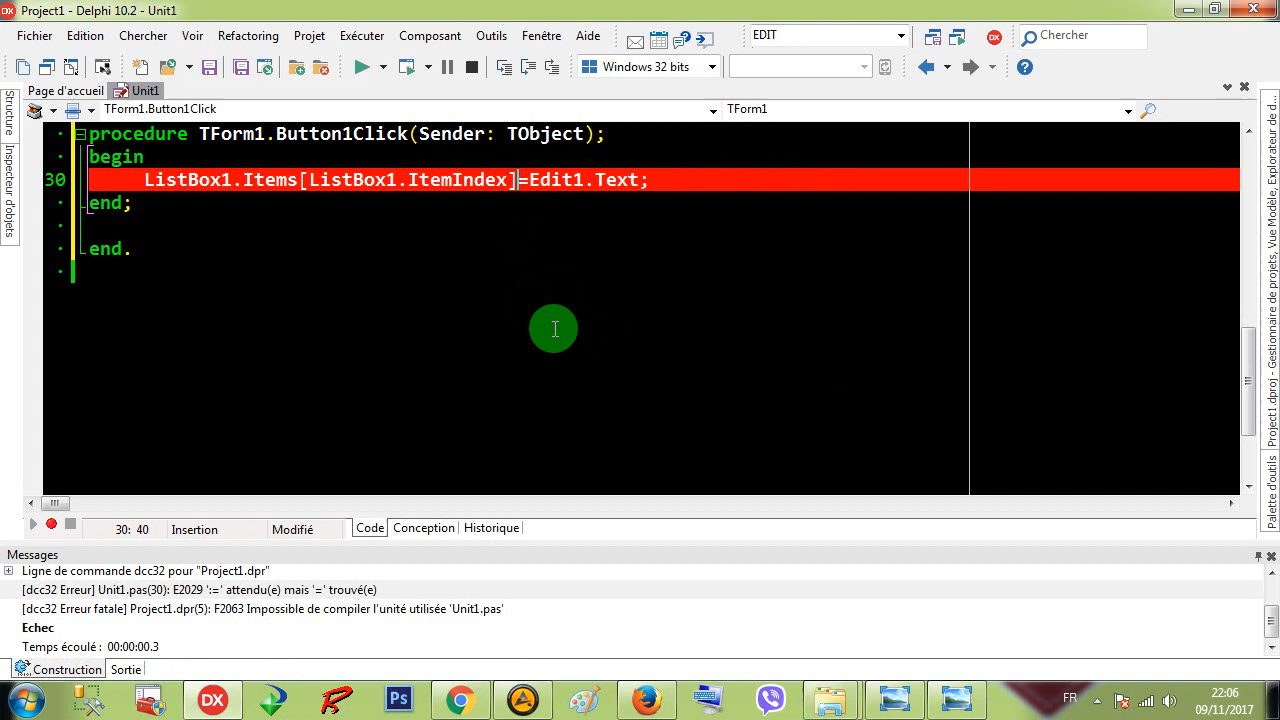 DX Project1 - Delphi 10.2 - Unit1
Fichier Edition Chercher Voir Refactoring Projet Exécuter Composant Outils Fenêtre Aide EDIT DX Chercher
Windows 32 bits
Page d'accueil Unit1
TForm1.Button1Click TForm1
procedure TForm1.Button1Click(Sender: TObject);
begin
30 ListBox1.Items[ListBox1.ItemIndex]=Edit1.Text;
end;
end.
Structure
Inspecteur d'objets
Project1.dproj - Gestionnaire de projets, Vue Modèle, Explorateur de d...
Palette d'outils
30: 40 Insertion Modifié Code Conception Historique
Messages
Ligne de commande dcc32 pour "Project1.dpr"
[dcc32 Erreur] Unit1.pas(30): E2029 ':=' attendu(e) mais '=' trouvé(e)
[dcc32 Erreur fatale] Project1.dpr(5): F2063 Impossible de compiler l'unité utilisée 'Unit1.pas'
Echec
Temps écoulé : 00:00:00.3
Construction Sortie
DX Ps FR 22:06
09/11/2017